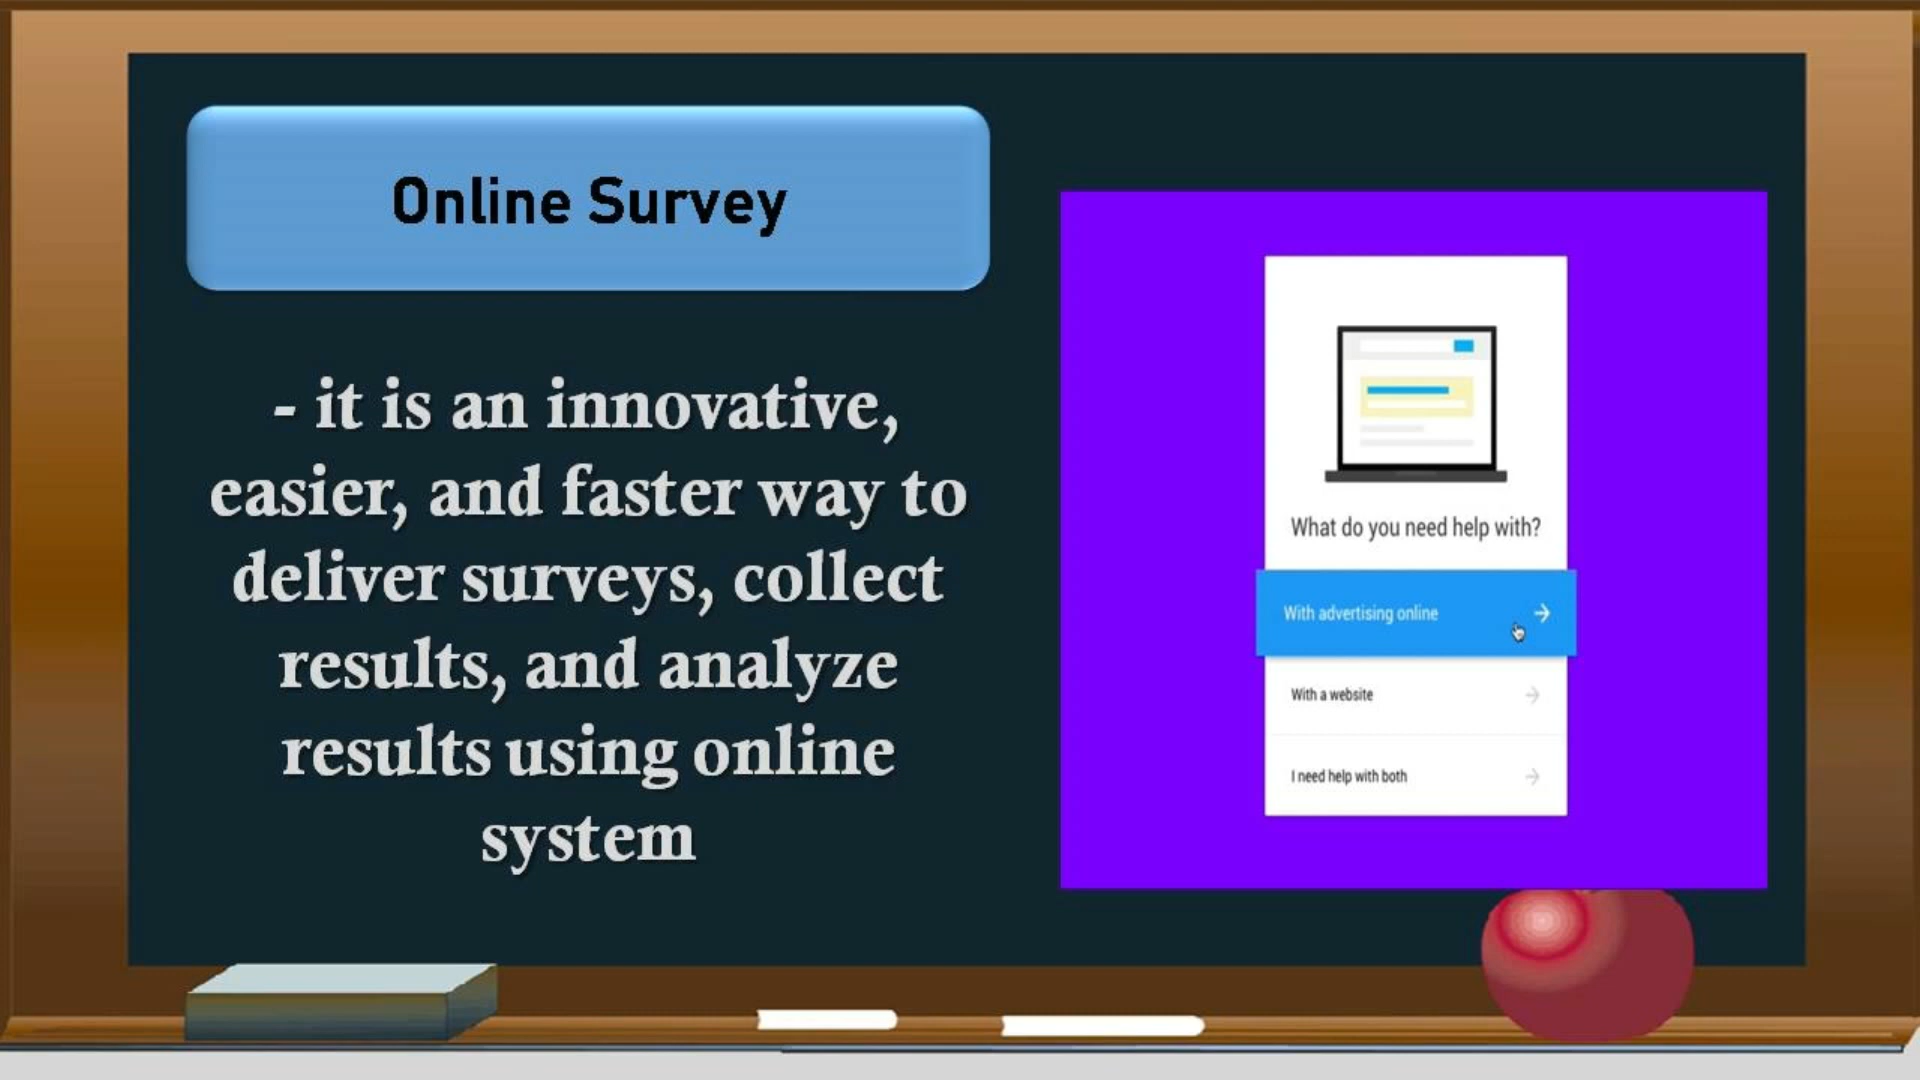 Online Survey
- it is an innovative,
easier, and faster way to
deliver surveys, collect
results, and analyze
results using online
system
What do you need help with?
With advertising online
With a website
I need help with both